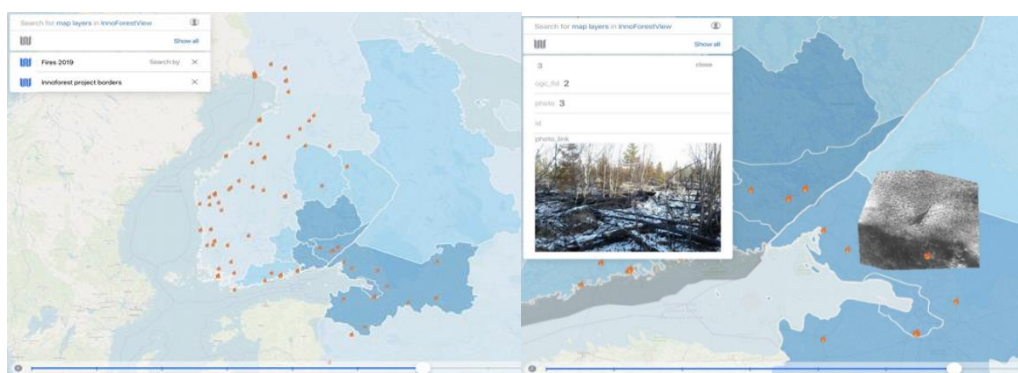 Search for map layers in InnoForestView
Show all
Fires 2019 Search by ×
Innoforest project borders ×
Search for map layers in InnoForestView
Show all
3 close
ogc_fid 2
photo 3
id
photo_link